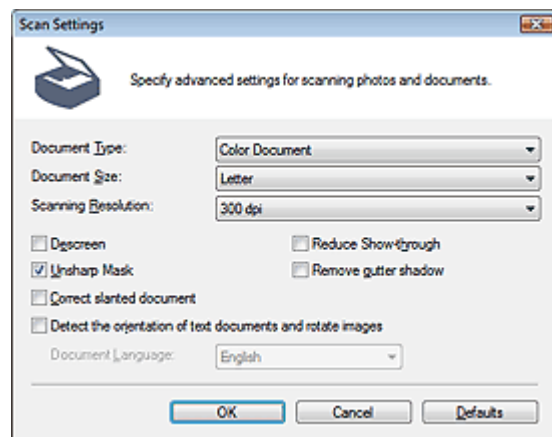 Scan Settings
Specify advanced settings for scanning photos and documents.
Document Type: Color Document
Document Size: Letter
Scanning Resolution: 300 dpi
Descreen Reduce Show-through
Unsharp Mask Remove gutter shadow
Correct slanted document
Detect the orientation of text documents and rotate images
Document Language: English
OK Cancel Defaults